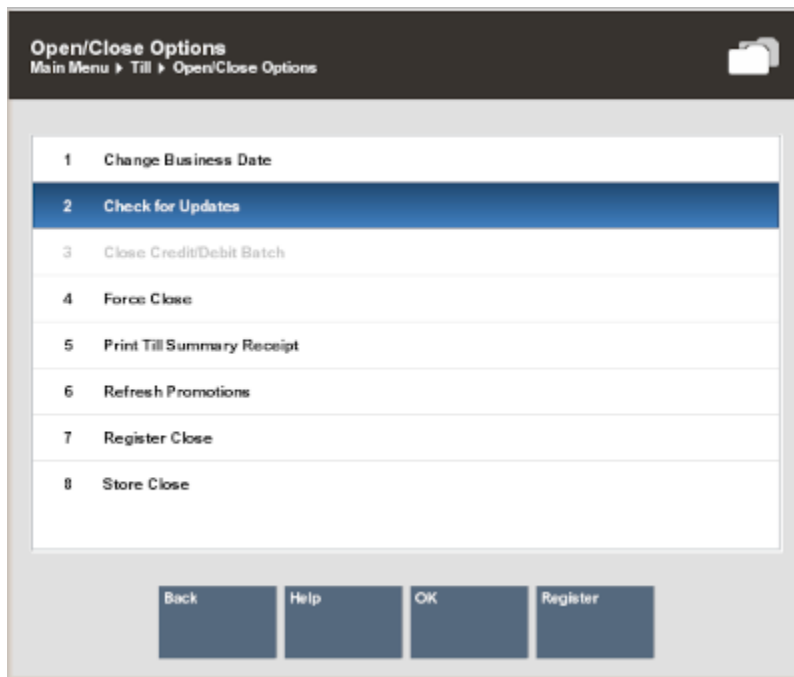 Open/Close Options
Main Menu ▸ Till ▸ Open/Close Options
1 Change Business Date
2 Check for Updates
3 Close Credit/Debit Batch
4 Force Close
5 Print Till Summary Receipt
6 Refresh Promotions
7 Register Close
8 Store Close
Back Help OK Register